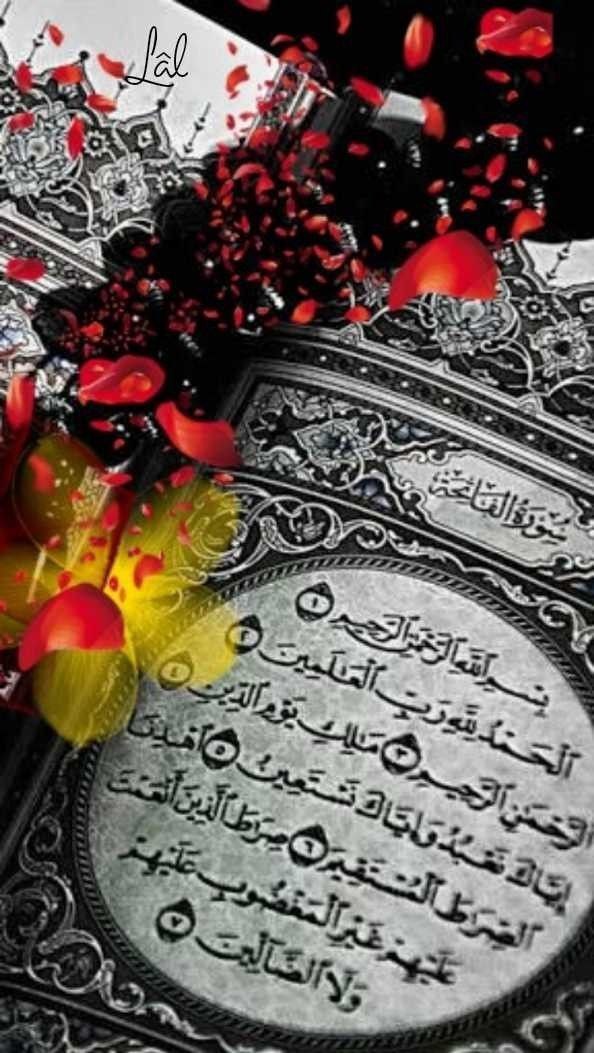 Lâl
سُورَةُ الْفَاتِحَةِ
بِسْمِ ٱللَّهِ ٱلرَّحْمَٰنِ ٱلرَّحِيمِ ١
ٱلْحَمْدُ لِلَّهِ رَبِّ ٱلْعَٰلَمِينَ ٢
ٱلرَّحْمَٰنِ ٱلرَّحِيمِ ٣ مَٰلِكِ يَوْمِ ٱلدِّينِ ٤
إِيَّاكَ نَعْبُدُ وَإِيَّاكَ نَسْتَعِينُ ٥ ٱهْدِنَا
ٱلصِّرَٰطَ ٱلْمُسْتَقِيمَ ٦ صِرَٰطَ ٱلَّذِينَ أَنْعَمْتَ
عَلَيْهِمْ غَيْرِ ٱلْمَغْضُوبِ عَلَيْهِمْ
وَلَا ٱلضَّآلِّينَ ٧